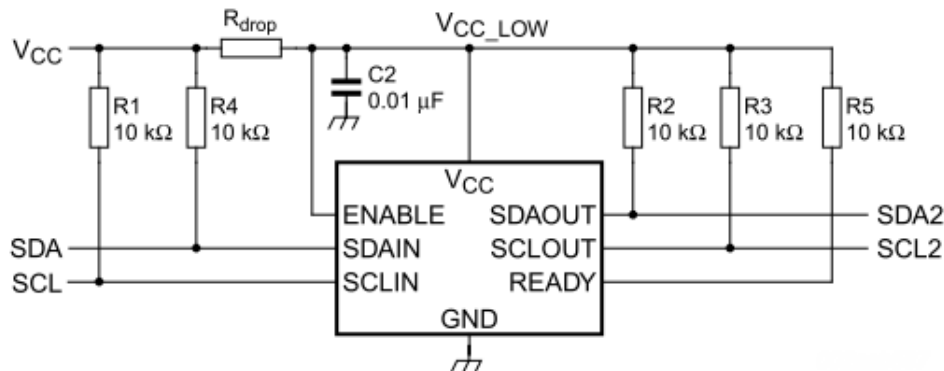 Rdrop
VCC
VCC_LOW
C2
0.01 μF
R1
10 kΩ
R4
10 kΩ
R2
10 kΩ
R3
10 kΩ
R5
10 kΩ
VCC
ENABLE
SDAOUT
SDA2
SDA
SDAIN
SCLOUT
SCL2
SCL
SCLIN
READY
GND